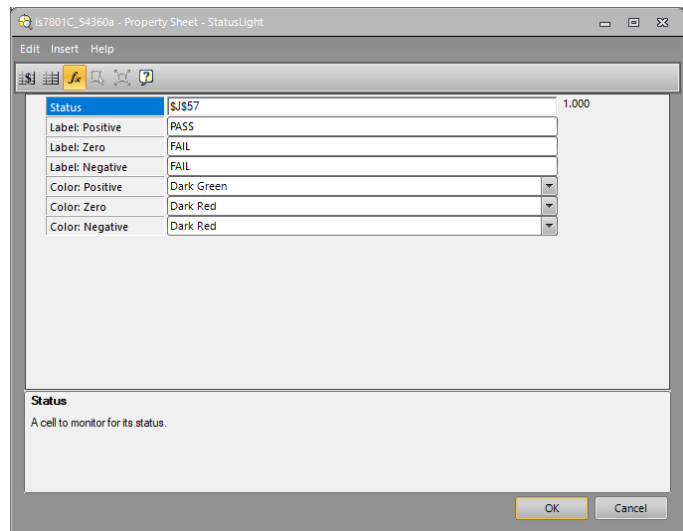 is7801C_54360a - Property Sheet - StatusLight
Edit Insert Help
Status $J$57 1.000
Label: Positive PASS
Label: Zero FAIL
Label: Negative FAIL
Color: Positive Dark Green
Color: Zero Dark Red
Color: Negative Dark Red
Status
A cell to monitor for its status.
OK Cancel